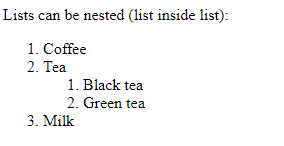 Lists can be nested (list inside list):
1. Coffee
2. Tea
1. Black tea
2. Green tea
3. Milk